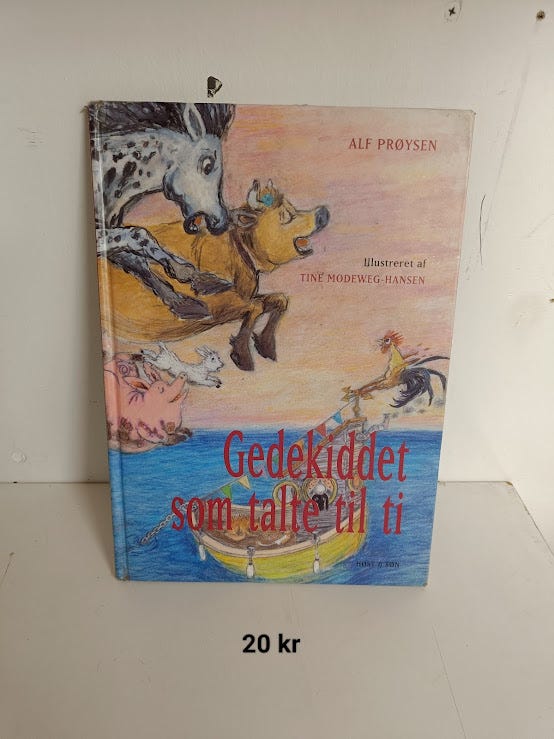 ALF PRØYSEN
Illustreret af
TINE MODEWEG-HANSEN
Gedekiddet
som talte til ti
HØST & SØN
20 kr